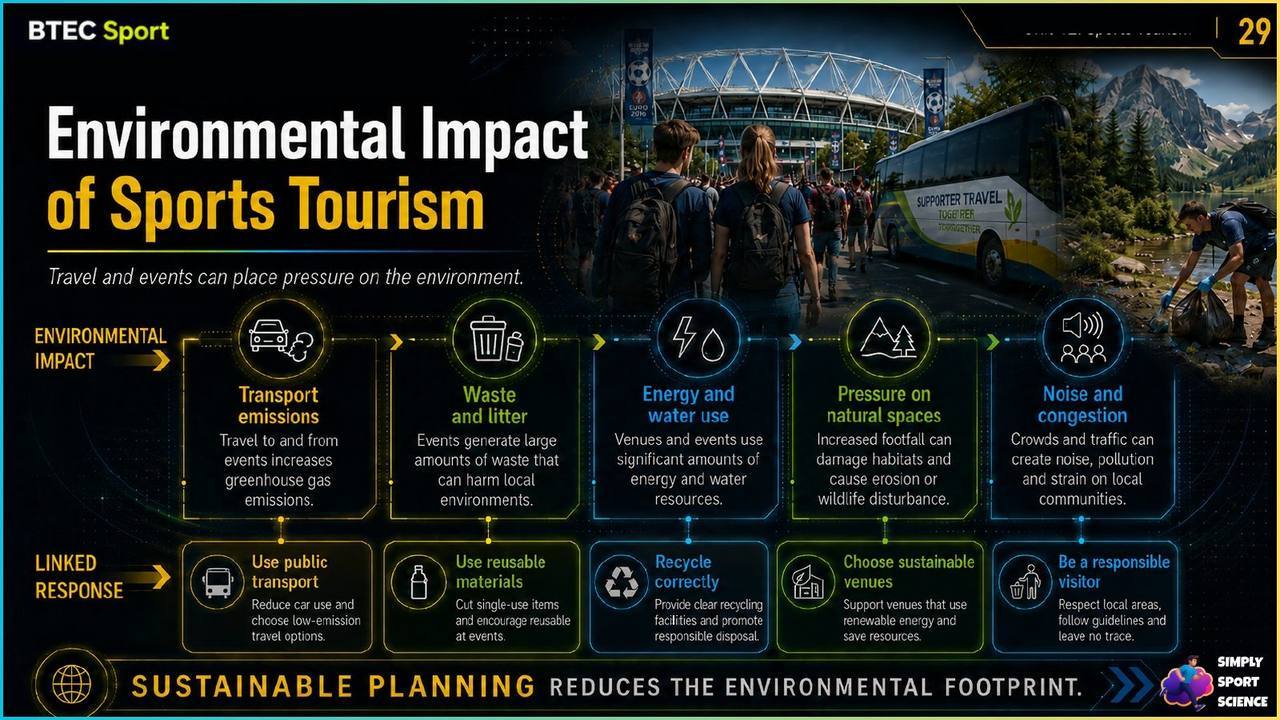 BTEC Sport
29
Environmental Impact
of Sports Tourism
Travel and events can place pressure on the environment.
EURO
2016
SUPPORTER TRAVEL
ENVIRONMENTAL
IMPACT
Transport
emissions
Travel to and from
events increases
greenhouse gas
emissions.
Waste
and litter
Events generate large
amounts of waste that
can harm local
environments.
Energy and
water use
Venues and events use
significant amounts of
energy and water
resources.
Pressure on
natural spaces
Increased footfall can
damage habitats and
cause erosion or
wildlife disturbance.
Noise and
congestion
Crowds and traffic can
create noise, pollution
and strain on local
communities.
LINKED
RESPONSE
Use public
transport
Reduce car use and
choose low-emission
travel options.
Use reusable
materials
Cut single-use items
and encourage reusable
at events.
Recycle
correctly
Provide clear recycling
facilities and promote
responsible disposal.
Choose sustainable
venues
Support venues that use
renewable energy and
save resources.
Be a responsible
visitor
Respect local areas,
follow guidelines and
leave no trace.
SUSTAINABLE PLANNING REDUCES THE ENVIRONMENTAL FOOTPRINT.
SIMPLY
SPORT
SCIENCE